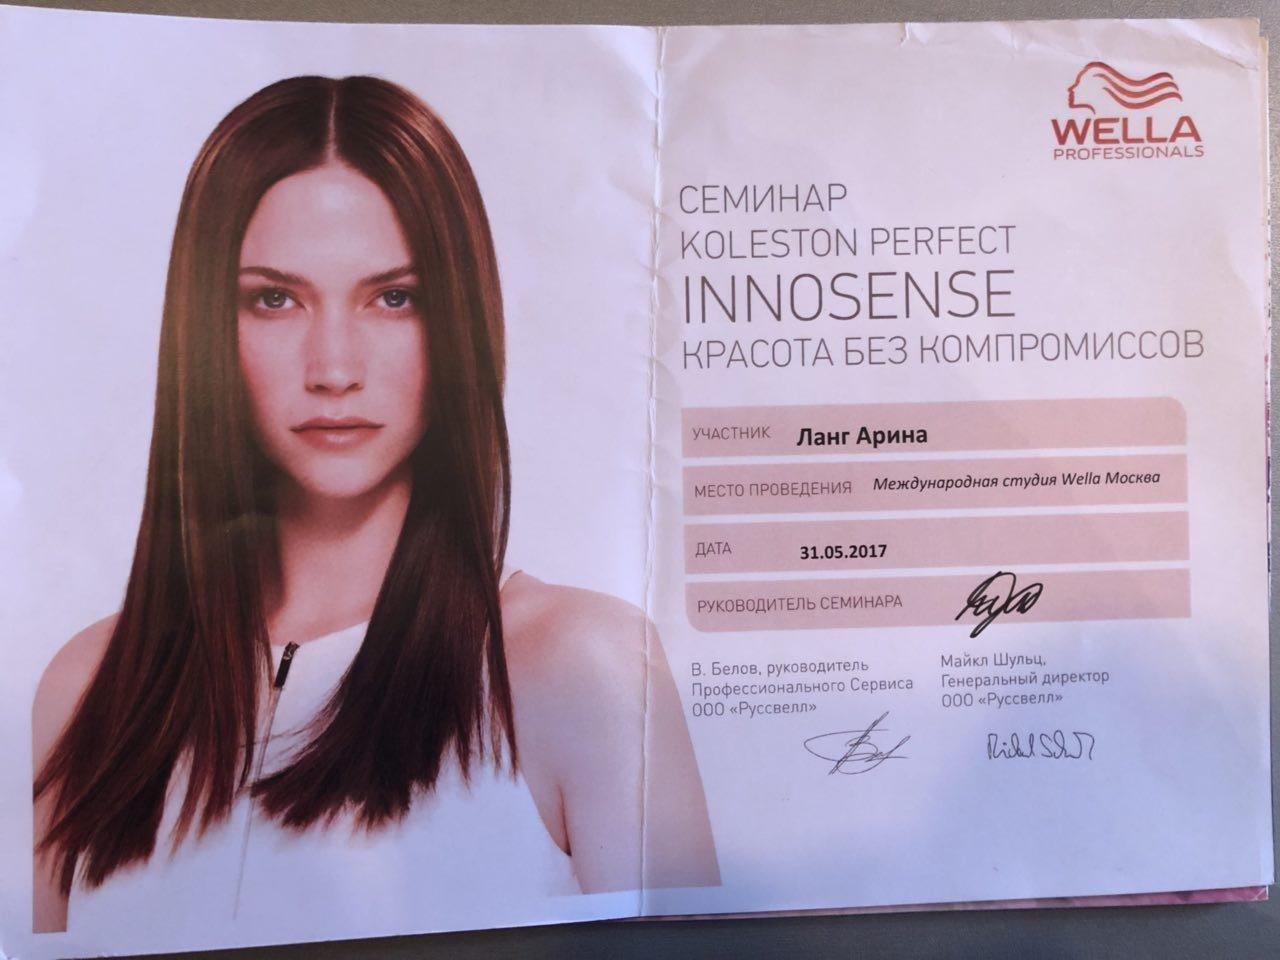 WELLA
PROFESSIONALS
СЕМИНАР
KOLESTON PERFECT
INNOSENSE
КРАСОТА БЕЗ КОМПРОМИССОВ
УЧАСТНИК Ланг Арина
МЕСТО ПРОВЕДЕНИЯ Международная студия Wella Москва
ДАТА 31.05.2017
РУКОВОДИТЕЛЬ СЕМИНАРА
В. Белов, руководитель
Профессионального Сервиса
ООО «Руссвелл»
Майкл Шульц,
Генеральный директор
ООО «Руссвелл»